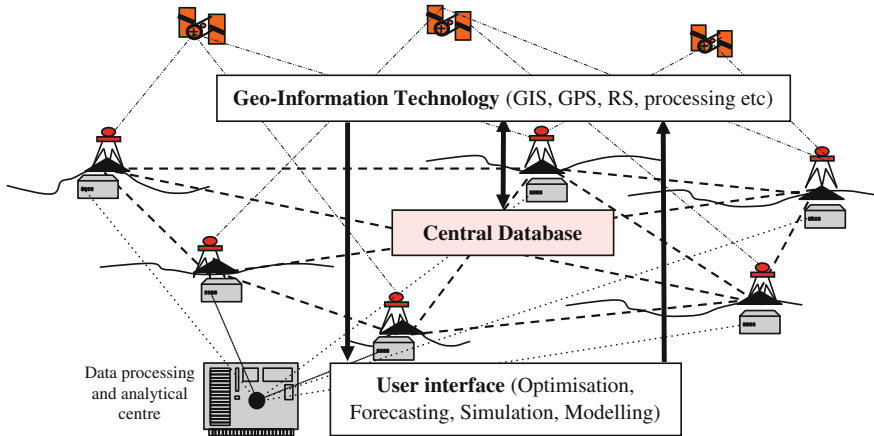 Geo-Information Technology (GIS, GPS, RS, processing etc)
Central Database
Data processing
and analytical
centre
User interface (Optimisation,
Forecasting, Simulation, Modelling)